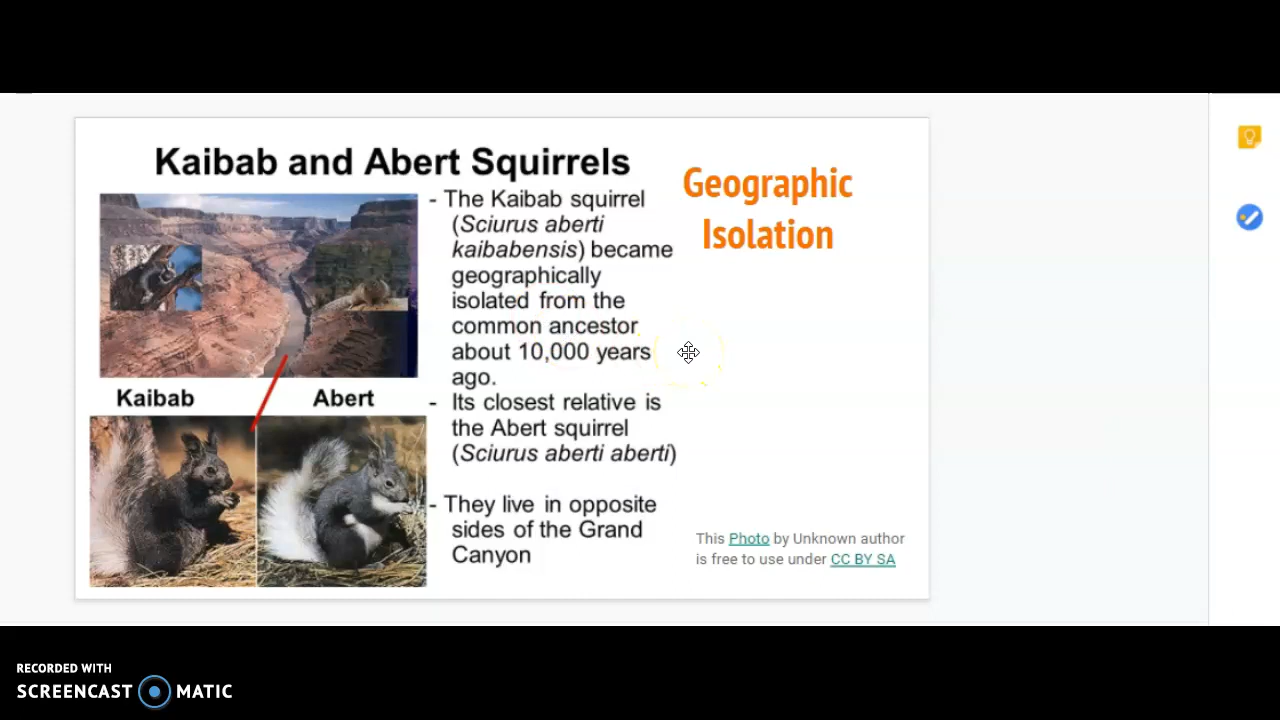 Kaibab and Abert Squirrels
Geographic
Isolation
- The Kaibab squirrel
(Sciurus aberti
kaibabensis) became
geographically
isolated from the
common ancestor
about 10,000 years
ago.
- Its closest relative is
the Abert squirrel
(Sciurus aberti aberti)
- They live in opposite
sides of the Grand
Canyon
Kaibab
Abert
This Photo by Unknown author
is free to use under CC BY SA
RECORDED WITH
SCREENCAST MATIC